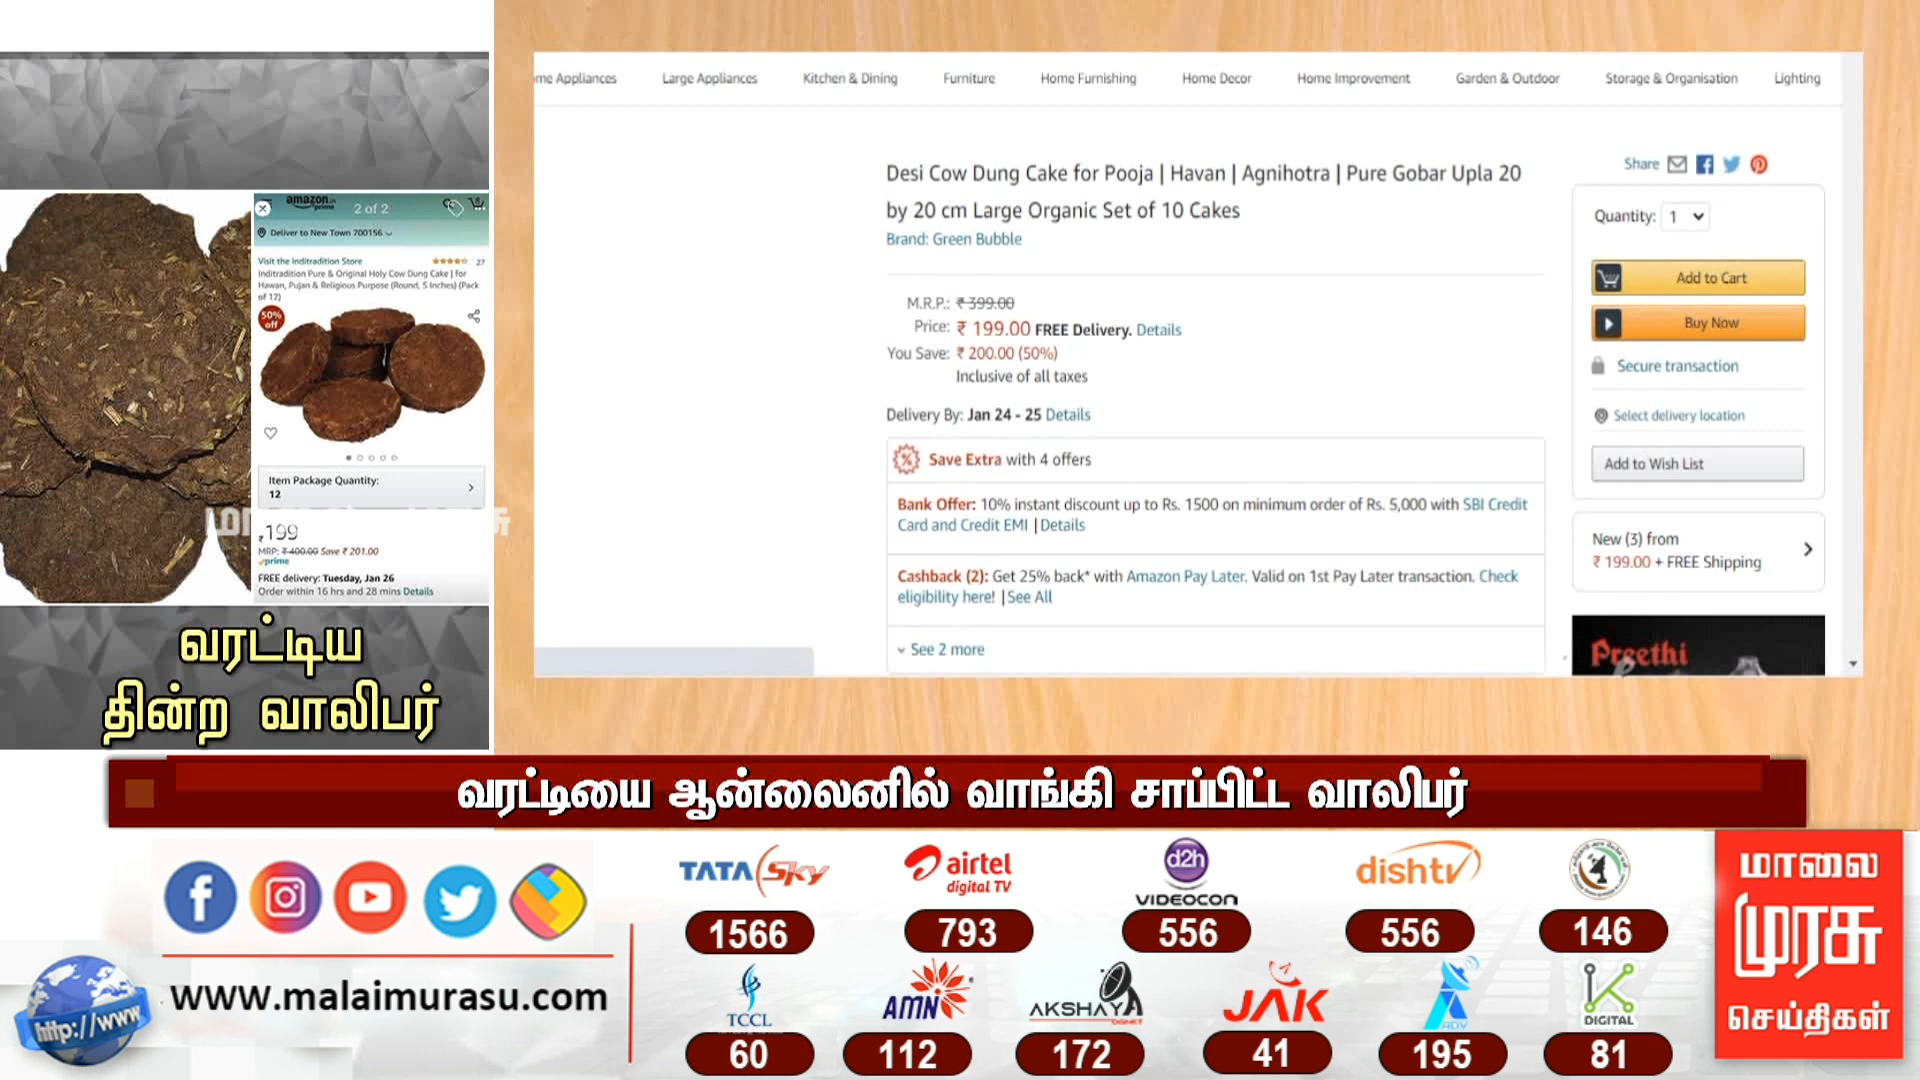 me Appliances Large Appliances Kitchen & Dining Furniture Home Furnishing Home Decor Home Improvement Garden & Outdoor Storage & Organisation Lighting
Desi Cow Dung Cake for Pooja | Havan | Agnihotra | Pure Gobar Upla 20
by 20 cm Large Organic Set of 10 Cakes
Brand: Green Bubble
M.R.P.: ₹ 399.00
Price: ₹ 199.00 FREE Delivery. Details
You Save: ₹ 200.00 (50%)
Inclusive of all taxes
Delivery By: Jan 24 - 25 Details
Save Extra with 4 offers
Bank Offer: 10% instant discount up to Rs. 1500 on minimum order of Rs. 5,000 with SBI Credit
Card and Credit EMI | Details
Cashback (2): Get 25% back* with Amazon Pay Later. Valid on 1st Pay Later transaction. Check
eligibility here! | See All
See 2 more
Share
Quantity: 1
Add to Cart
Buy Now
Secure transaction
Select delivery location
Add to Wish List
New (3) from
₹ 199.00 + FREE Shipping
Preethi
amazon.in
prime
2 of 2
Deliver to New Town 700156
Visit the Inditradition Store 27
Inditradition Pure & Original Holy Cow Dung Cake | for
Hawan, Pujan & Religious Purpose (Round, 5 Inches) (Pack
of 12)
50%
off
Item Package Quantity:
12
₹199
MRP: ₹ 400.00 Save ₹ 201.00
prime
FREE delivery: Tuesday, Jan 26
Order within 16 hrs and 28 mins Details
வரட்டிய
தின்ற வாலிபர்
வரட்டியை ஆன்லைனில் வாங்கி சாப்பிட்ட வாலிபர்
http://www
www.malaimurasu.com
TATA Sky
1566
airtel
digital TV
793
d2h
VIDEOCON
556
dishtv
556
146
TCCL
60
AMN
112
AKSHAYA
172
JAK
41
ADV
195
DIGITAL
81
மாலை
முரசு
செய்திகள்